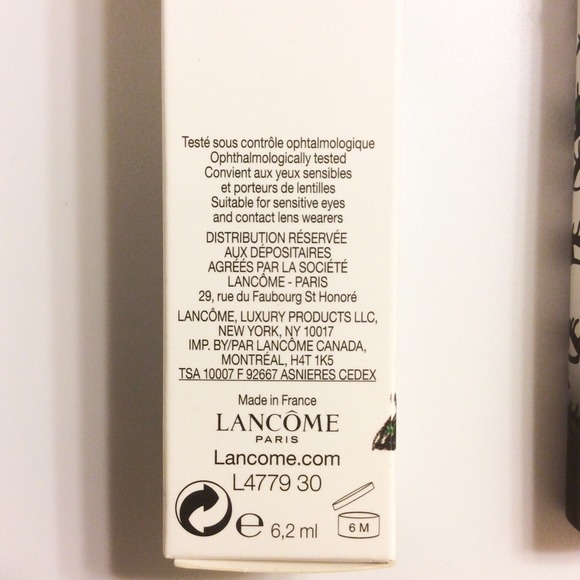 Testé sous contrôle ophtalmologique
Ophthalmologically tested
Convient aux yeux sensibles
et porteurs de lentilles
Suitable for sensitive eyes
and contact lens wearers
DISTRIBUTION RÉSERVÉE
AUX DÉPOSITAIRES
AGRÉÉS PAR LA SOCIÉTÉ
LANCÔME - PARIS
29, rue du Faubourg St Honoré
LANCÔME, LUXURY PRODUCTS LLC,
NEW YORK, NY 10017
IMP. BY/PAR LANCÔME CANADA,
MONTRÉAL, H4T 1K5
TSA 10007 F 92667 ASNIERES CEDEX
Made in France
LANCÔME
PARIS
Lancome.com
L4779 30
e 6,2 ml
6 M